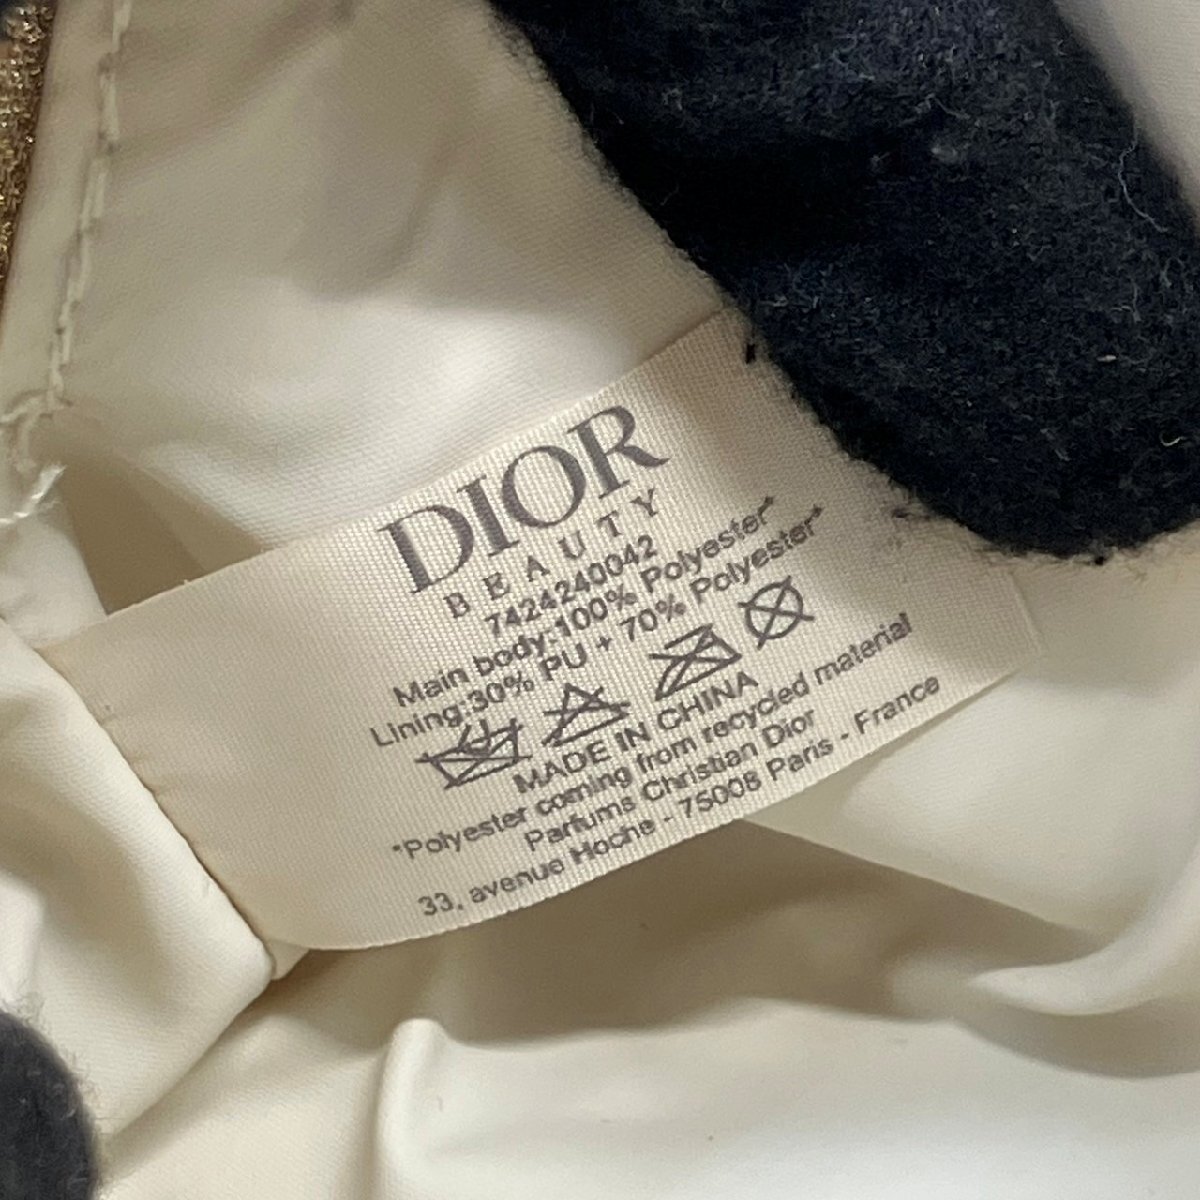 DIOR
BEAUTY
7424240042
Main body:100% Polyester*
Lining:30% PU + 70% Polyester*
MADE IN CHINA
*Polyester coming from recycled material
Parfums Christian Dior
33, avenue Hoche - 75008 Paris - France